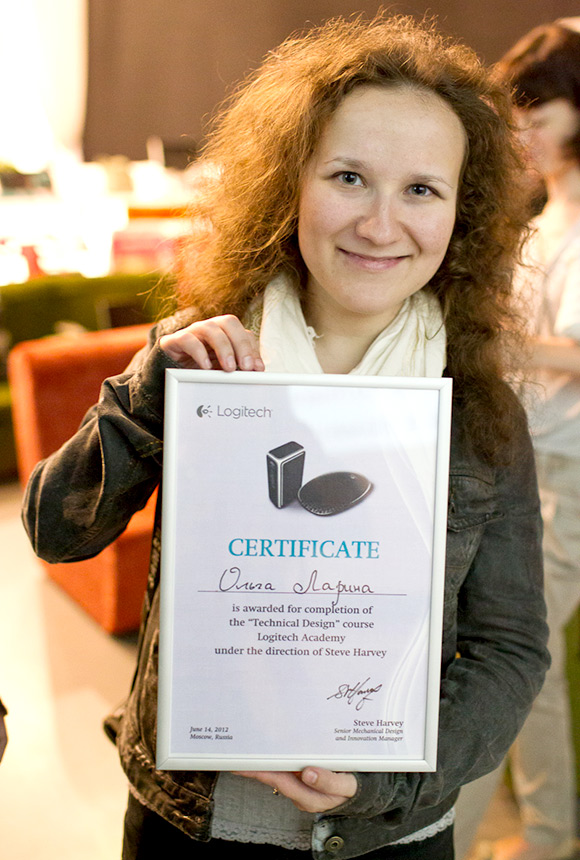 Logitech
CERTIFICATE
Ольга Ларина
is awarded for completion of
the “Technical Design” course
Logitech Academy
under the direction of Steve Harvey
Steve Harvey
Senior Mechanical Design
and Innovation Manager
June 14, 2012
Moscow, Russia